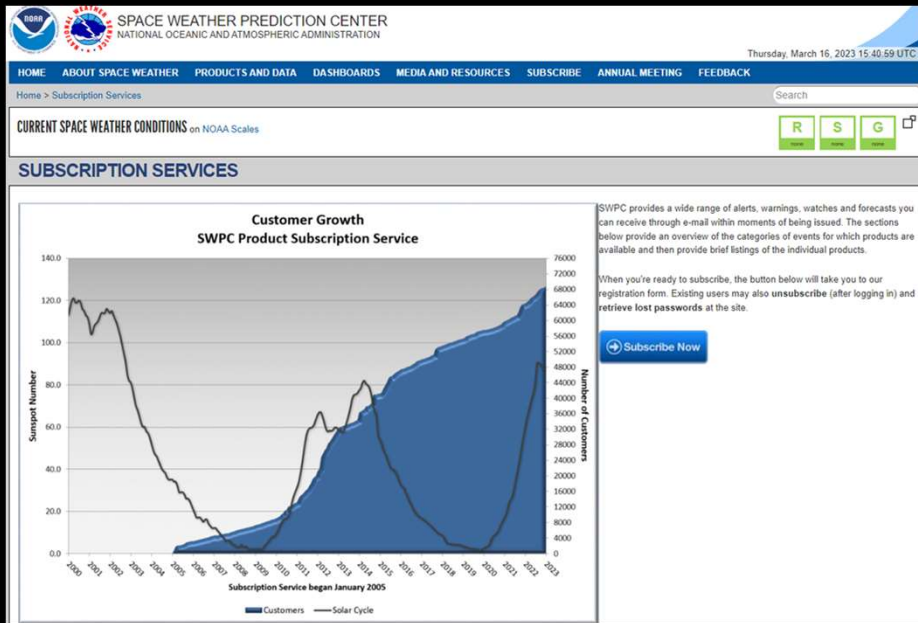 NOAA
SPACE WEATHER PREDICTION CENTER
NATIONAL OCEANIC AND ATMOSPHERIC ADMINISTRATION
Thursday, March 16, 2023 15:40:59 UTC
HOME ABOUT SPACE WEATHER PRODUCTS AND DATA DASHBOARDS MEDIA AND RESOURCES SUBSCRIBE ANNUAL MEETING FEEDBACK
Home > Subscription Services
Search
CURRENT SPACE WEATHER CONDITIONS on NOAA Scales
R S G
none none none
SUBSCRIPTION SERVICES
Customer Growth
SWPC Product Subscription Service
140.0
120.0
100.0
80.0
60.0
40.0
20.0
0.0
Sunspot Number
76000
72000
68000
64000
60000
56000
52000
48000
44000
40000
36000
32000
28000
24000
20000
16000
12000
8000
4000
0
Number of Customers
2000 2001 2002 2003 2004 2005 2006 2007 2008 2009 2010 2011 2012 2013 2014 2015 2016 2017 2018 2019 2020 2021 2022 2023
Subscription Service began January 2005
Customers Solar Cycle
SWPC provides a wide range of alerts, warnings, watches and forecasts you
can receive through e-mail within moments of being issued. The sections
below provide an overview of the categories of events for which products are
available and then provide brief listings of the individual products.
When you're ready to subscribe, the button below will take you to our
registration form. Existing users may also unsubscribe (after logging in) and
retrieve lost passwords at the site.
Subscribe Now